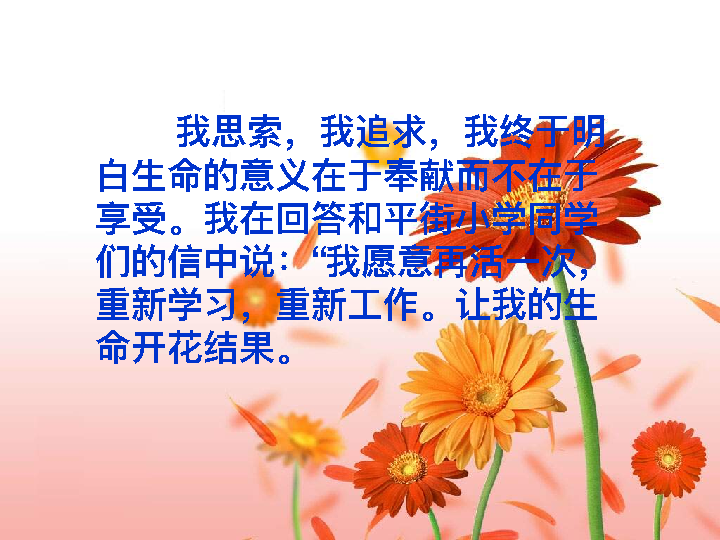 我思索，我追求，我终于明
白生命的意义在于奉献而不在于
享受。我在回答和平街小学同学
们的信中说：“我愿意再活一次，
重新学习，重新工作。让我的生
命开花结果。